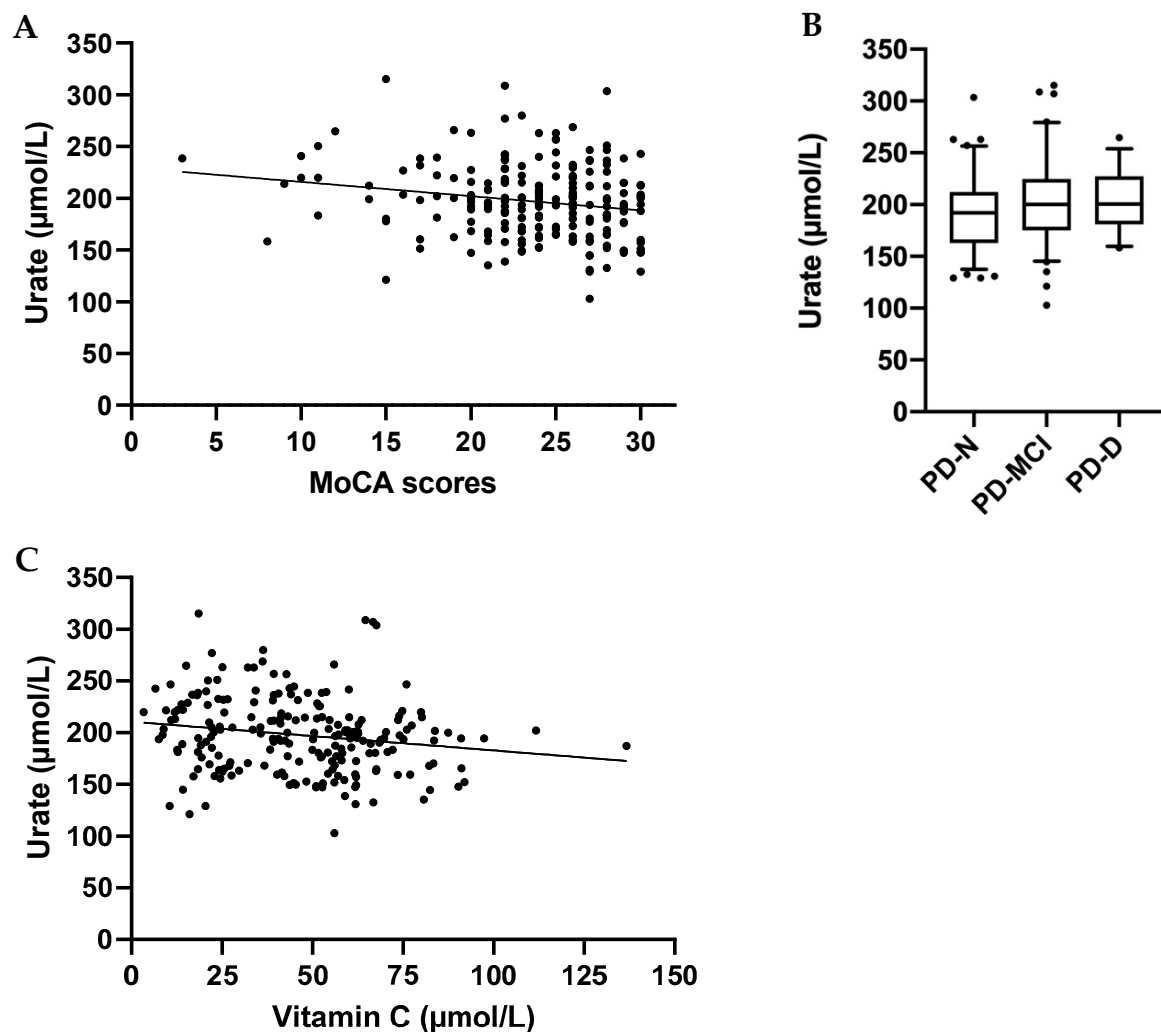 A
350
300
250
200
150
100
50
0
Urate (µmol/L)
0 5 10 15 20 25 30
MoCA scores
B
350
300
250
200
150
100
50
0
Urate (µmol/L)
PD-N PD-MCI PD-D
C
350
300
250
200
150
100
50
0
Urate (µmol/L)
0 25 50 75 100 125 150
Vitamin C (µmol/L)